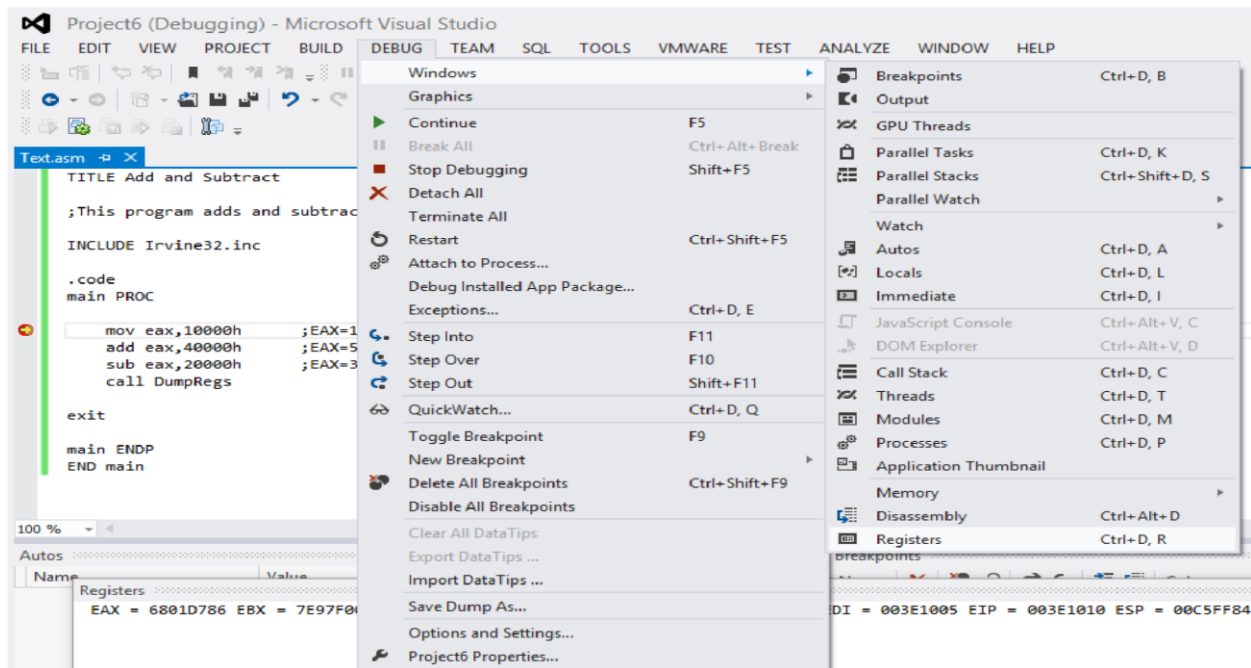 Project6 (Debugging) - Microsoft Visual Studio
FILE EDIT VIEW PROJECT BUILD DEBUG TEAM SQL TOOLS VMWARE TEST ANALYZE WINDOW HELP
Text.asm
TITLE Add and Subtract
;This program adds and subtrac
INCLUDE Irvine32.inc
.code
main PROC
mov eax,10000h ;EAX=1
add eax,40000h ;EAX=5
sub eax,20000h ;EAX=3
call DumpRegs
exit
main ENDP
END main
100 %
Autos
Name Value
Registers
EAX = 6801D786 EBX = 7E97F00
Windows
Graphics
Continue F5
Break All Ctrl+Alt+Break
Stop Debugging Shift+F5
Detach All
Terminate All
Restart Ctrl+Shift+F5
Attach to Process...
Debug Installed App Package...
Exceptions... Ctrl+D, E
Step Into F11
Step Over F10
Step Out Shift+F11
QuickWatch... Ctrl+D, Q
Toggle Breakpoint F9
New Breakpoint
Delete All Breakpoints Ctrl+Shift+F9
Disable All Breakpoints
Clear All DataTips
Export DataTips ...
Import DataTips ...
Save Dump As...
Options and Settings...
Project6 Properties...
Breakpoints Ctrl+D, B
Output
GPU Threads
Parallel Tasks Ctrl+D, K
Parallel Stacks Ctrl+Shift+D, S
Parallel Watch
Watch
Autos Ctrl+D, A
Locals Ctrl+D, L
Immediate Ctrl+D, I
JavaScript Console Ctrl+Alt+V, C
DOM Explorer Ctrl+Alt+V, D
Call Stack Ctrl+D, C
Threads Ctrl+D, T
Modules Ctrl+D, M
Processes Ctrl+D, P
Application Thumbnail
Memory
Disassembly Ctrl+Alt+D
Registers Ctrl+D, R
Breakpoints
DI = 003E1005 EIP = 003E1010 ESP = 00C5FF84